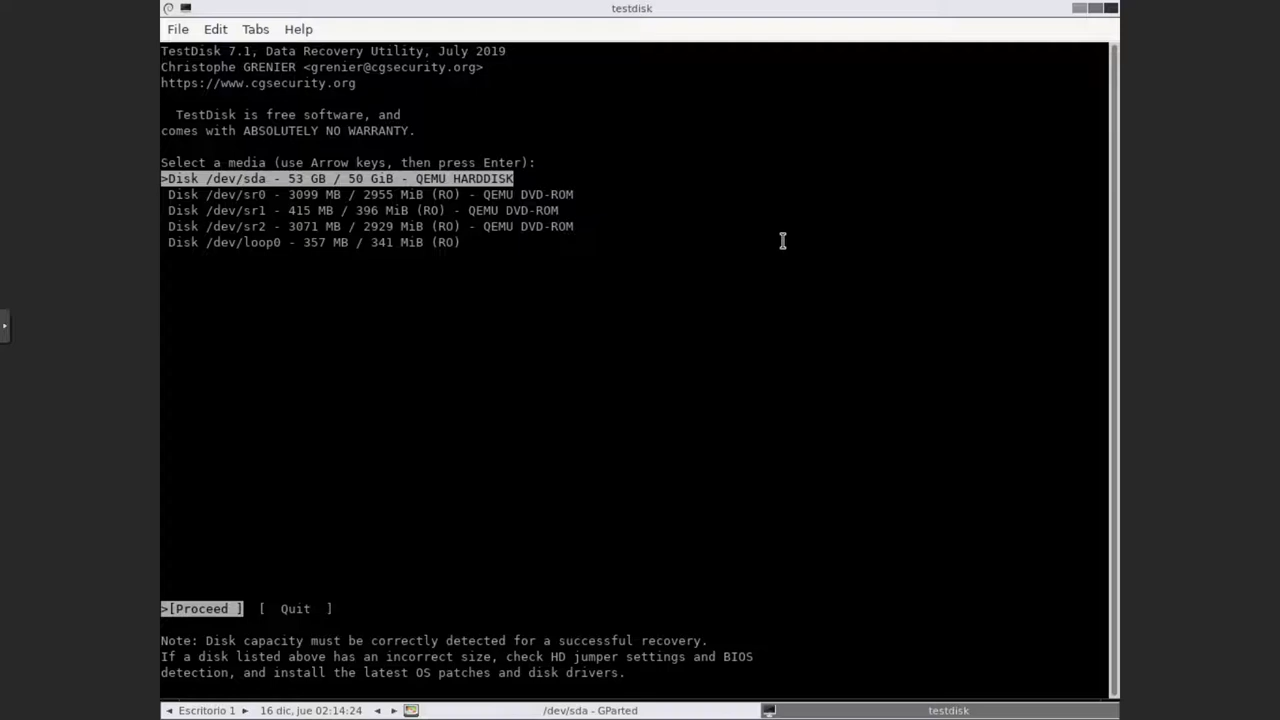 testdisk
File Edit Tabs Help
TestDisk 7.1, Data Recovery Utility, July 2019
Christophe GRENIER <grenier@cgsecurity.org>
https://www.cgsecurity.org
TestDisk is free software, and
comes with ABSOLUTELY NO WARRANTY.
Select a media (use Arrow keys, then press Enter):
>Disk /dev/sda - 53 GB / 50 GiB - QEMU HARDDISK
Disk /dev/sr0 - 3099 MB / 2955 MiB (RO) - QEMU DVD-ROM
Disk /dev/sr1 - 415 MB / 396 MiB (RO) - QEMU DVD-ROM
Disk /dev/sr2 - 3071 MB / 2929 MiB (RO) - QEMU DVD-ROM
Disk /dev/loop0 - 357 MB / 341 MiB (RO)
>[Proceed ] [ Quit ]
Note: Disk capacity must be correctly detected for a successful recovery.
If a disk listed above has an incorrect size, check HD jumper settings and BIOS
detection, and install the latest OS patches and disk drivers.
Escritorio 1 16 dic, jue 02:14:24 /dev/sda - GParted testdisk